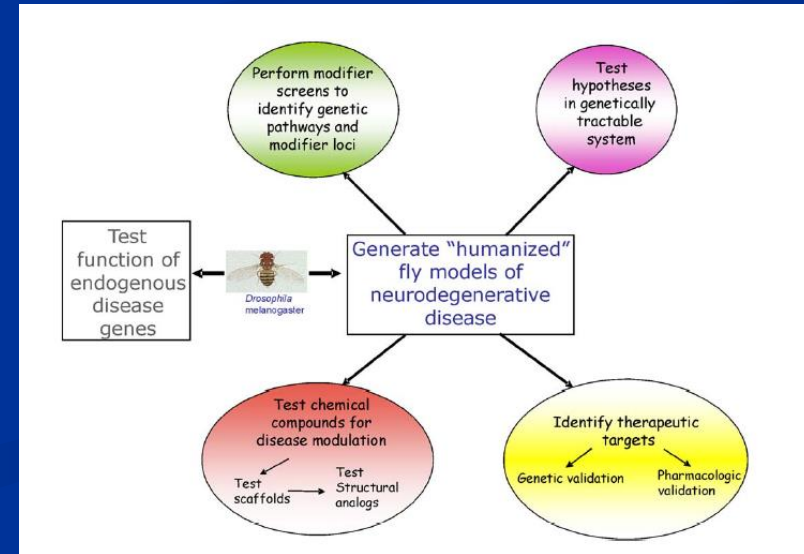 Perform modifier
screens to
identify genetic
pathways and
modifier loci
Test
hypotheses
in genetically
tractable
system
Test
function of
endogenous
disease
genes
Drosophila
melanogaster
Generate "humanized"
fly models of
neurodegenerative
disease
Test chemical
compounds for
disease modulation
Test
scaffolds
Test
Structural
analogs
Identify therapeutic
targets
Genetic validation
Pharmacologic
validation